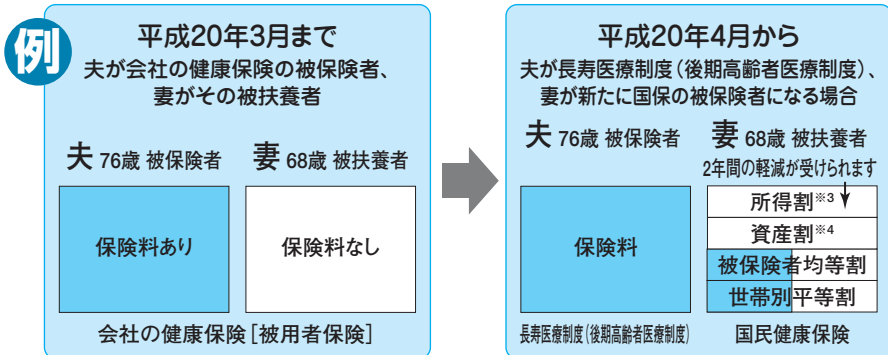 例
平成20年3月まで
夫が会社の健康保険の被保険者、
妻がその被扶養者
夫 76歳 被保険者
妻 68歳 被扶養者
保険料あり
保険料なし
会社の健康保険[被用者保険]
平成20年4月から
夫が長寿医療制度(後期高齢者医療制度)、
妻が新たに国保の被保険者になる場合
夫 76歳 被保険者
妻 68歳 被扶養者
2年間の軽減が受けられます
保険料
所得割※3
資産割※4
被保険者均等割
世帯別平等割
長寿医療制度(後期高齢者医療制度)
国民健康保険